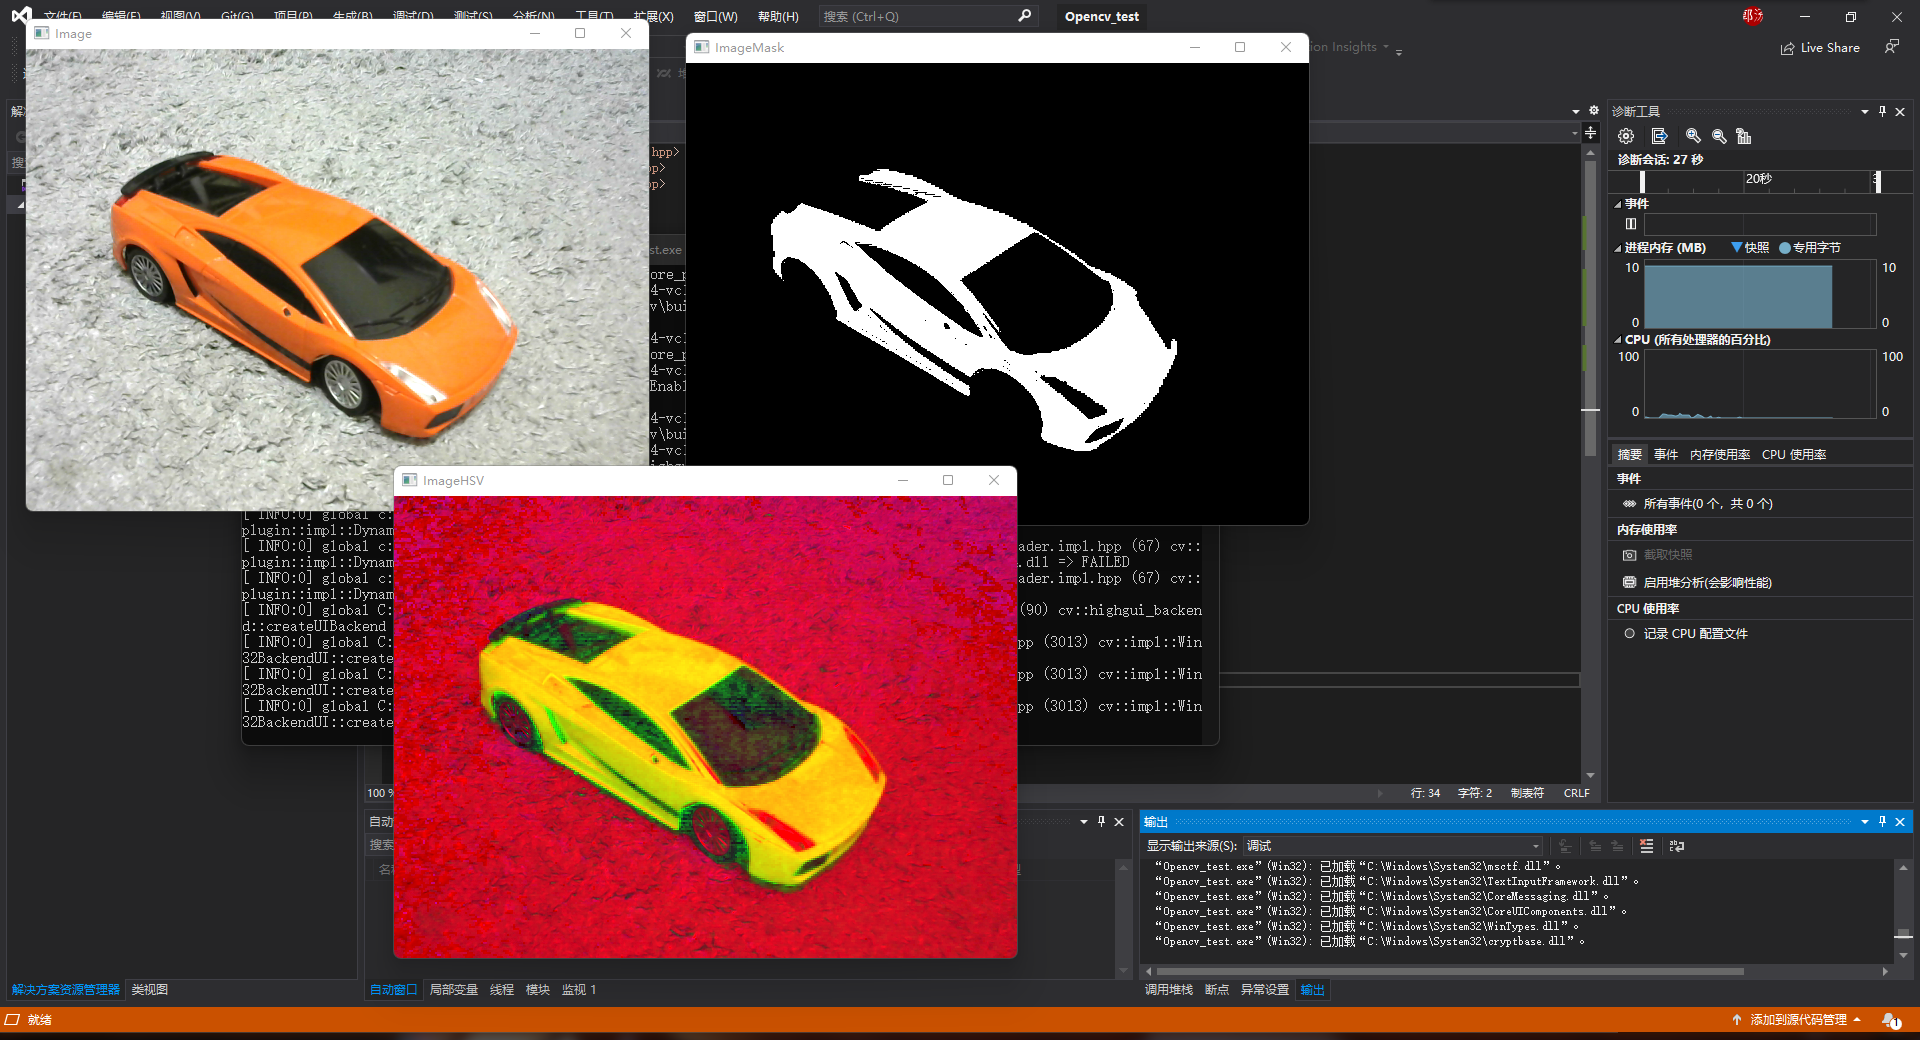 文件(F) 编辑(E) 视图(V) Git(G) 项目(P) 生成(B) 调试(D) 测试(S) 分析(N) 工具(T) 扩展(X) 窗口(W) 帮助(H) 搜索 (Ctrl+Q) Opencv_test
Image
ImageMask
ion Insights
Live Share
诊断工具
诊断会话: 27 秒
20秒
事件
进程内存 (MB) 快照 专用字节
10 10
0 0
CPU (所有处理器的百分比)
100 100
0 0
摘要 事件 内存使用率 CPU 使用率
事件
所有事件(0 个，共 0 个)
内存使用率
截取快照
启用堆分析(会影响性能)
CPU 使用率
记录 CPU 配置文件
hpp>
p>
p>
st.exe
ore_p
4-vc1
v\bui
4-vc1
ore_p
4-vc1
Enabl
4-vc1
v\bui
4-vc1
ImageHSV
[ INFO:0] global c:
plugin::impl::Dynam
[ INFO:0] global c: ader.impl.hpp (67) cv::
plugin::impl::Dynam .dll => FAILED
[ INFO:0] global c: ader.impl.hpp (67) cv::
plugin::impl::Dynam
[ INFO:0] global C: (90) cv::highgui_backen
d::createUIBackend
[ INFO:0] global C: pp (3013) cv::impl::Win
32BackendUI::create
[ INFO:0] global C: pp (3013) cv::impl::Win
32BackendUI::create
[ INFO:0] global C: pp (3013) cv::impl::Win
32BackendUI::create
100 %
行: 34 字符: 2 制表符 CRLF
自动
搜索
输出
显示输出来源(S): 调试
“Opencv_test.exe”(Win32): 已加载“C:\Windows\System32\msctf.dll”。
“Opencv_test.exe”(Win32): 已加载“C:\Windows\System32\TextInputFramework.dll”。
“Opencv_test.exe”(Win32): 已加载“C:\Windows\System32\CoreMessaging.dll”。
“Opencv_test.exe”(Win32): 已加载“C:\Windows\System32\CoreUIComponents.dll”。
“Opencv_test.exe”(Win32): 已加载“C:\Windows\System32\WinTypes.dll”。
“Opencv_test.exe”(Win32): 已加载“C:\Windows\System32\cryptbase.dll”。
解决方案资源管理器 类视图
自动窗口 局部变量 线程 模块 监视 1
调用堆栈 断点 异常设置 输出
就绪
添加到源代码管理
1